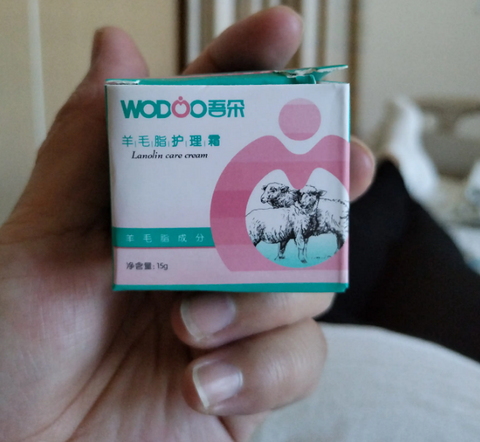 WODOO吾朵
羊毛脂护理霜
Lanolin care cream
羊毛脂成分
净含量:15g